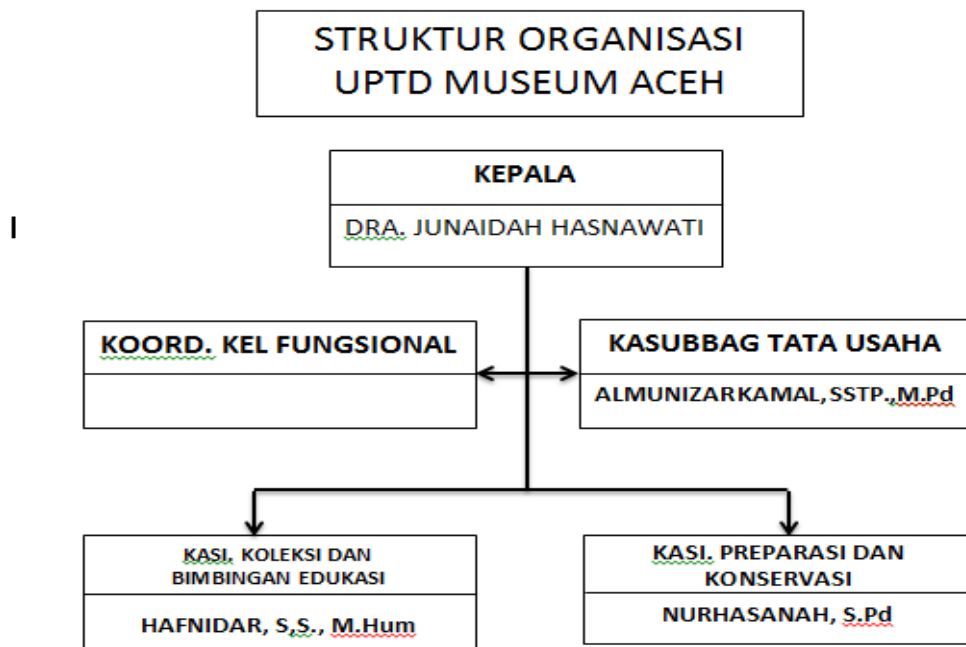 STRUKTUR ORGANISASI
UPTD MUSEUM ACEH
KEPALA
DRA. JUNAIDAH HASNAWATI
KOORD. KEL FUNGSIONAL
KASUBBAG TATA USAHA
ALMUNIZARKAMAL,SSTP.,M.Pd
KASI. KOLEKSI DAN
BIMBINGAN EDUKASI
HAFNIDAR, S,S., M.Hum
KASI. PREPARASI DAN
KONSERVASI
NURHASANAH, S.Pd